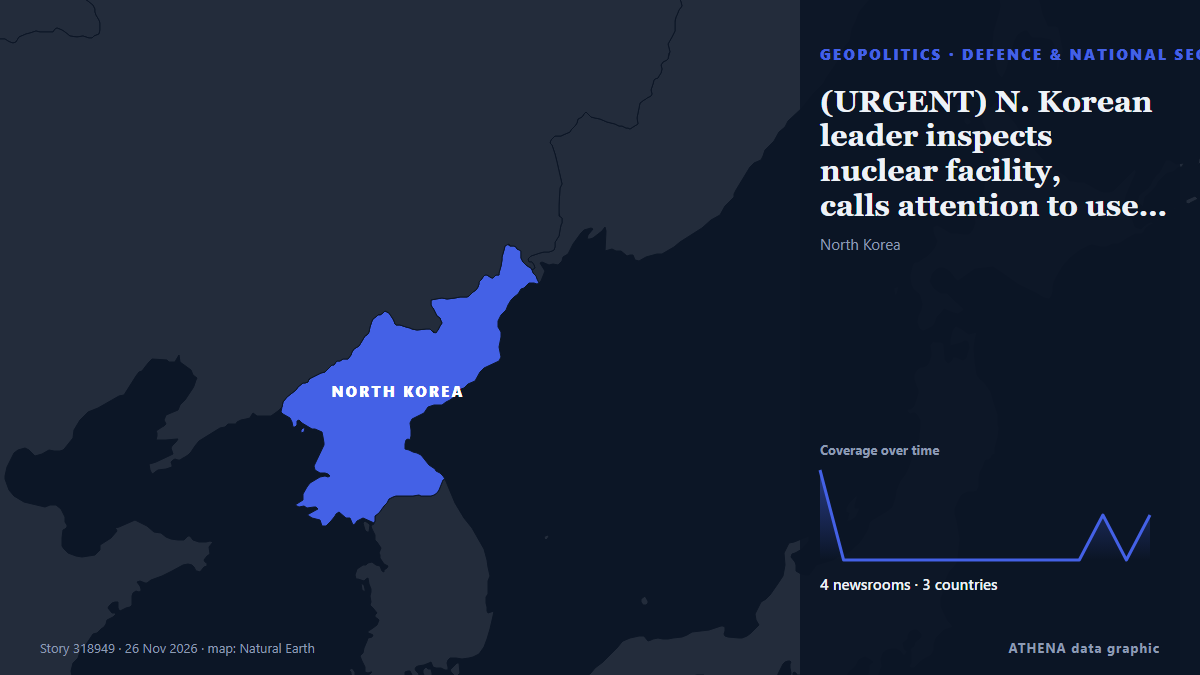 GEOPOLITICS · DEFENCE & NATIONAL
(URGENT) N. Korean
leader inspects
nuclear facility,
calls attention to use...
North Korea
NORTH KOREA
Coverage over time
4 newsrooms · 3 countries
Story 318949 · 26 Nov 2026 · map: Natural Earth
ATHENA data graphic